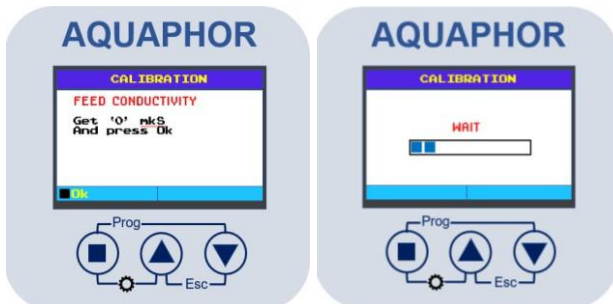 AQUAPHOR
CALIBRATION
FEED CONDUCTIVITY
Get '0' mkS
And press Ok
Ok
Prog
Esc
AQUAPHOR
CALIBRATION
WAIT
Prog
Esc